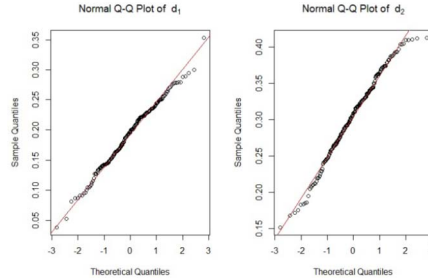 Normal Q-Q Plot of d₁
0.35
0.30
0.25
0.20
0.15
0.10
0.05
Sample Quantiles
-3 -2 -1 0 1 2 3
Theoretical Quantiles
Normal Q-Q Plot of d₂
0.40
0.35
0.30
0.25
0.20
0.15
Sample Quantiles
-3 -2 -1 0 1 2 3
Theoretical Quantiles